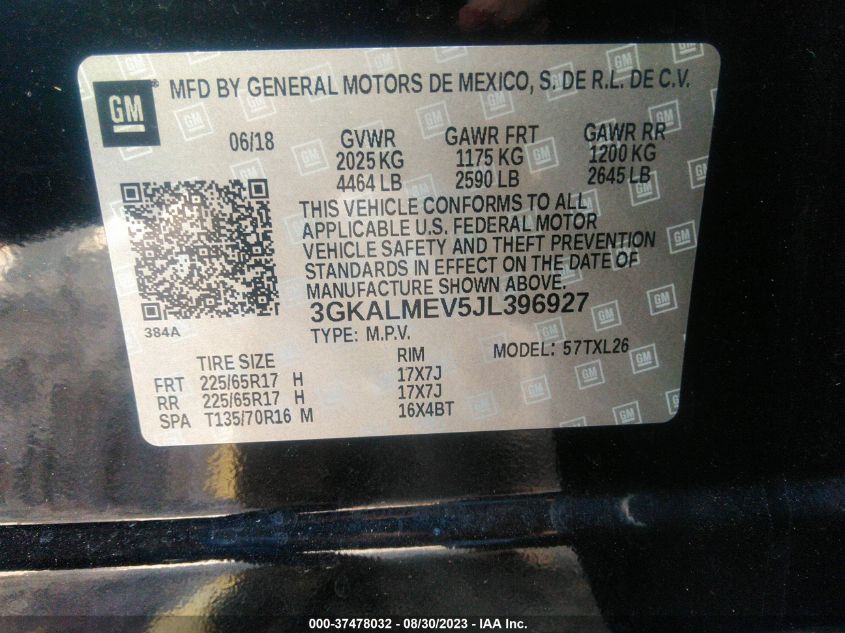 GM ® MFD BY GENERAL MOTORS DE MEXICO, S. DE R.L. DE C.V.
06/18 GVWR GAWR FRT GAWR RR
2025 KG 1175 KG 1200 KG
4464 LB 2590 LB 2645 LB
THIS VEHICLE CONFORMS TO ALL
APPLICABLE U.S. FEDERAL MOTOR
VEHICLE SAFETY AND THEFT PREVENTION
STANDARDS IN EFFECT ON THE DATE OF
MANUFACTURE SHOWN ABOVE.
384A
3GKALMEV5JL396927
TYPE: M.P.V. MODEL: 57TXL26
TIRE SIZE RIM
FRT 225/65R17 H 17X7J
RR 225/65R17 H 17X7J
SPA T135/70R16 M 16X4BT
000-37478032 - 08/30/2023 - IAA Inc.